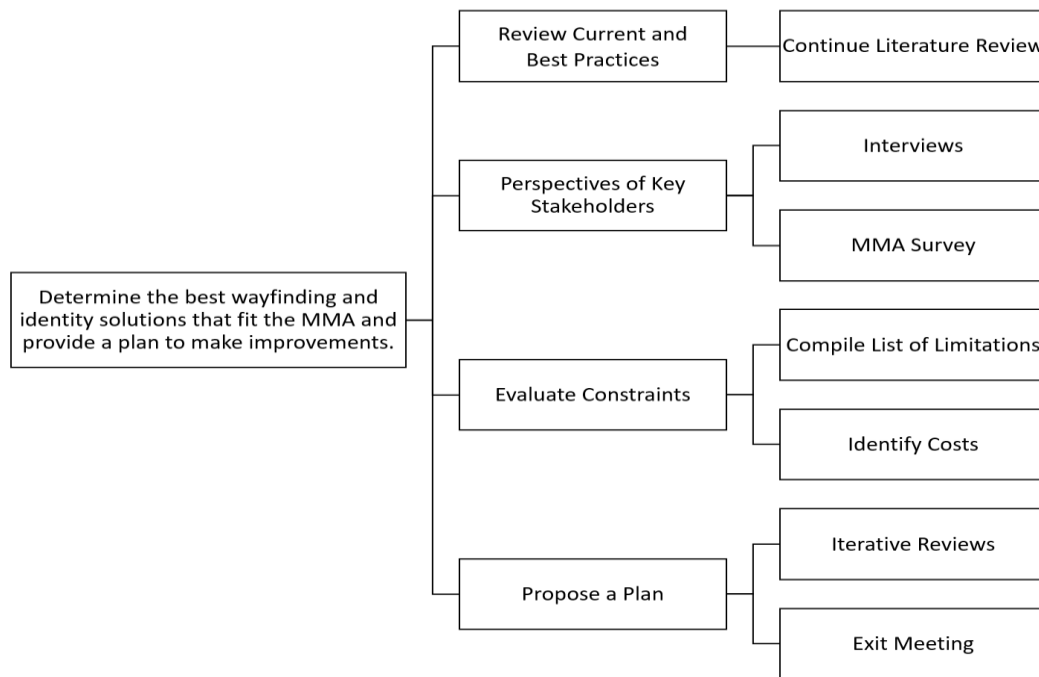 Review Current and
Best Practices
Continue Literature Review
Interviews
Perspectives of Key
Stakeholders
MMA Survey
Determine the best wayfinding and
identity solutions that fit the MMA and
provide a plan to make improvements.
Compile List of Limitations
Evaluate Constraints
Identify Costs
Iterative Reviews
Propose a Plan
Exit Meeting